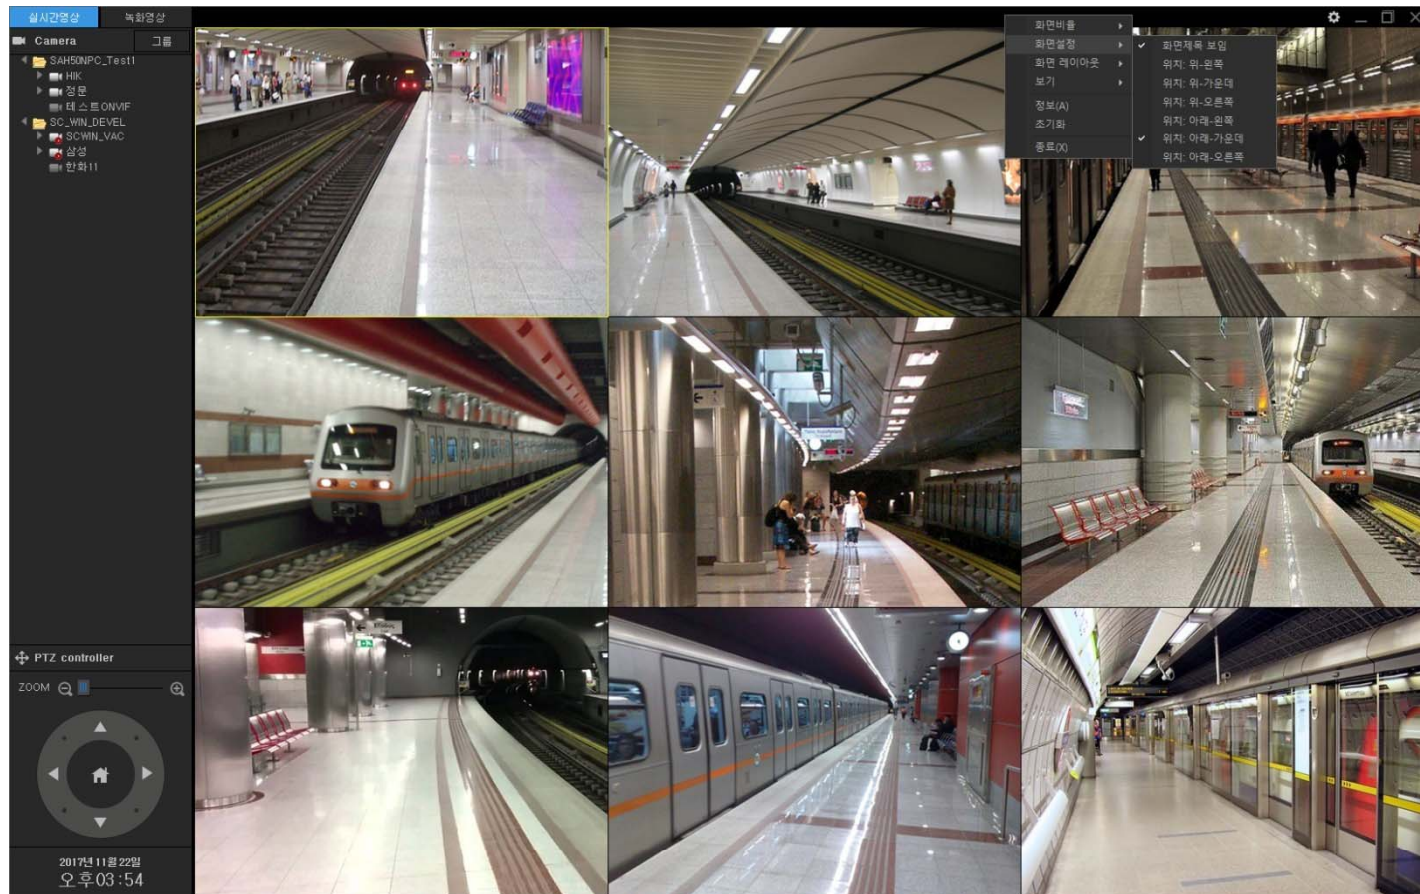 실시간영상
녹화영상
Camera
그룹
SAH50NPC_Test1
HIK
정문
테스트ONVIF
SC_WIN_DEVEL
SCWIN_VAC
삼성
한화11
화면비율
화면설정
화면 레이아웃
보기
정보(A)
초기화
종료(X)
화면제목 보임
위치: 위-왼쪽
위치: 위-가운데
위치: 위-오른쪽
위치: 아래-왼쪽
위치: 아래-가운데
위치: 아래-오른쪽
PTZ controller
ZOOM
2017년 11월 22일
오후 03:54